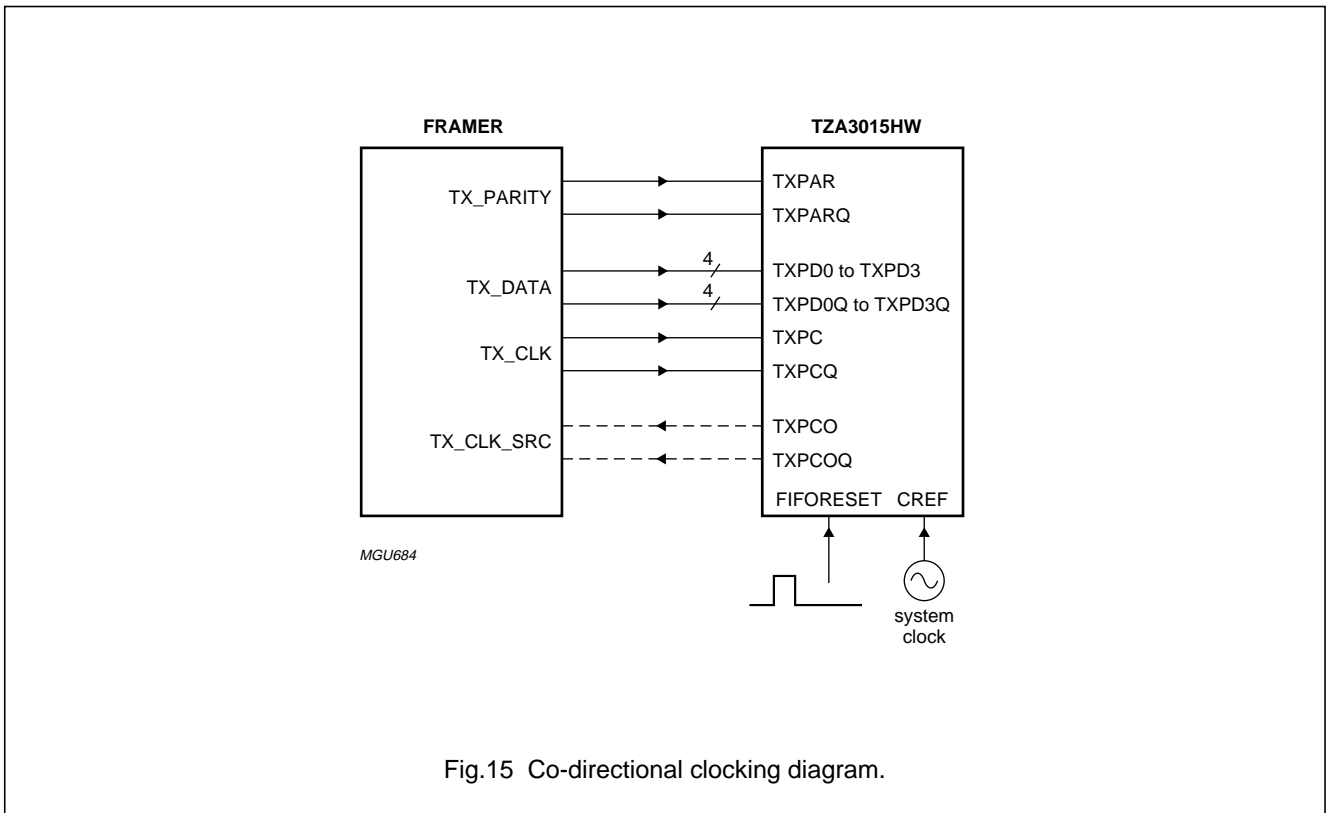 FRAMER
TZA3015HW
TX_PARITY
TXPAR
TXPARQ
TX_DATA
4
TXPD0 to TXPD3
4
TXPD0Q to TXPD3Q
TX_CLK
TXPC
TXPCQ
TX_CLK_SRC
TXPCO
TXPCOQ
FIFORESET CREF
MGU684
system
clock
Fig.15 Co-directional clocking diagram.